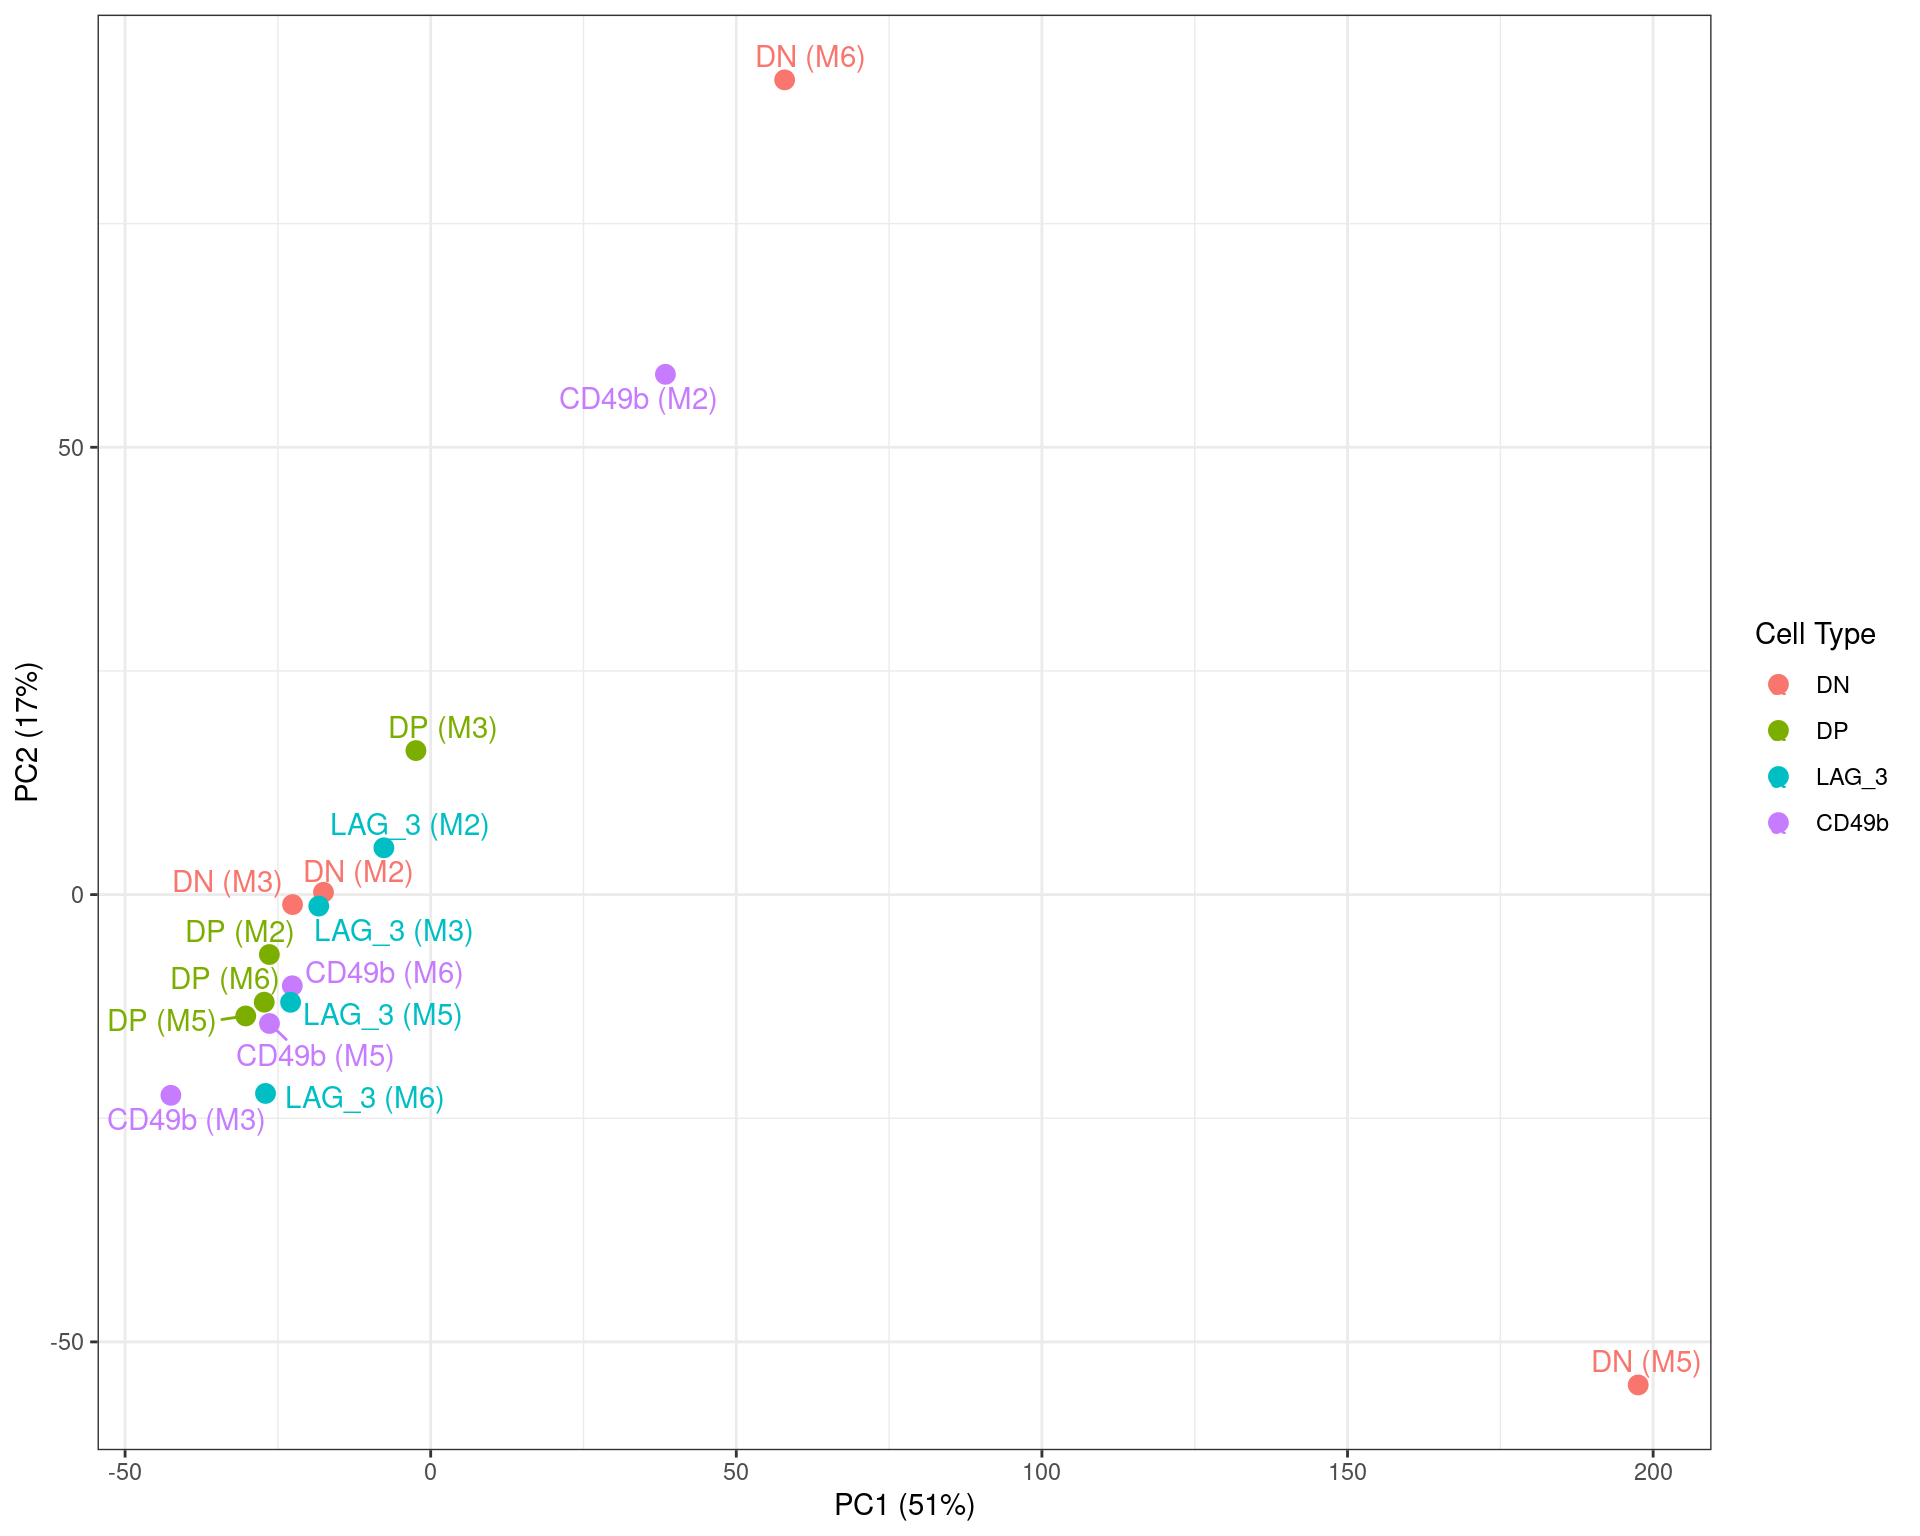 DN (M6)
CD49b (M2)
50
DP (M3)
LAG_3 (M2)
DN (M2)
DN (M3)
0
LAG_3 (M3)
DP (M2)
CD49b (M6)
DP (M6)
LAG_3 (M5)
DP (M5)
CD49b (M5)
LAG_3 (M6)
CD49b (M3)
-50
DN (M5)
-50 0 50 100 150 200
PC1 (51%)
PC2 (17%)
Cell Type
DN
DP
LAG_3
CD49b